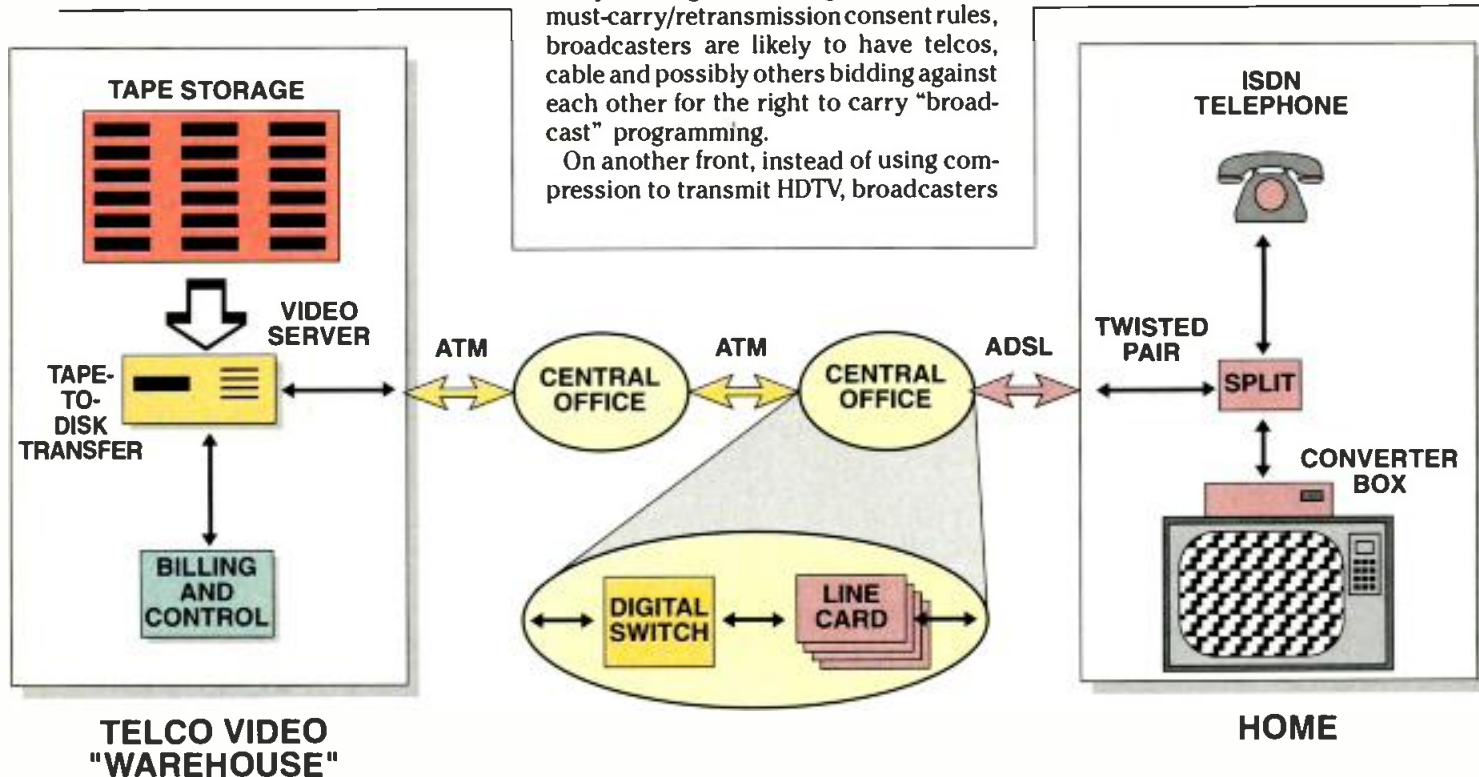 must-carry/retransmission consent rules,
broadcasters are likely to have telcos,
cable and possibly others bidding against
each other for the right to carry "broad-
cast" programming.
On another front, instead of using com-
pression to transmit HDTV, broadcasters
TAPE STORAGE
VIDEO
SERVER
TAPE-
TO-
DISK
TRANSFER
BILLING
AND
CONTROL
TELCO VIDEO
"WAREHOUSE"
ATM
CENTRAL
OFFICE
ATM
CENTRAL
OFFICE
ADSL
DIGITAL
SWITCH
LINE
CARD
ISDN
TELEPHONE
TWISTED
PAIR
SPLIT
CONVERTER
BOX
HOME